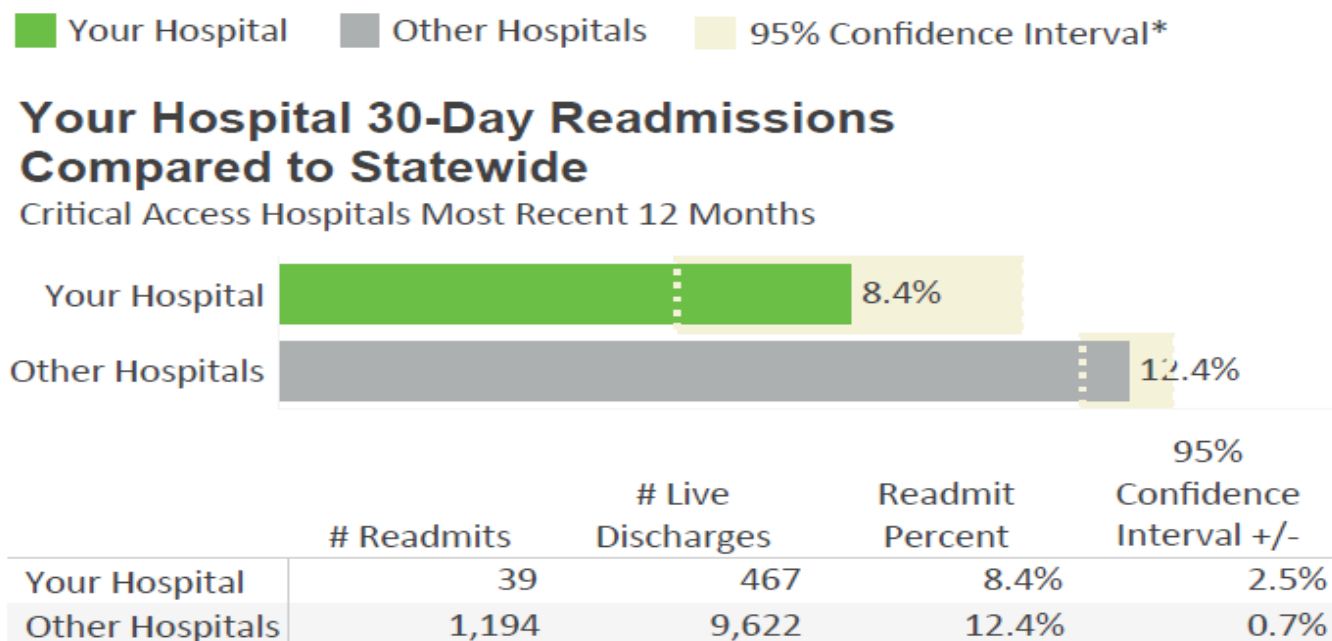 Your Hospital Other Hospitals 95% Confidence Interval*
Your Hospital 30-Day Readmissions
Compared to Statewide
Critical Access Hospitals Most Recent 12 Months
Your Hospital 8.4%
Other Hospitals 12.4%
95%
# Live Readmit Confidence
# Readmits Discharges Percent Interval +/-
Your Hospital 39 467 8.4% 2.5%
Other Hospitals 1,194 9,622 12.4% 0.7%